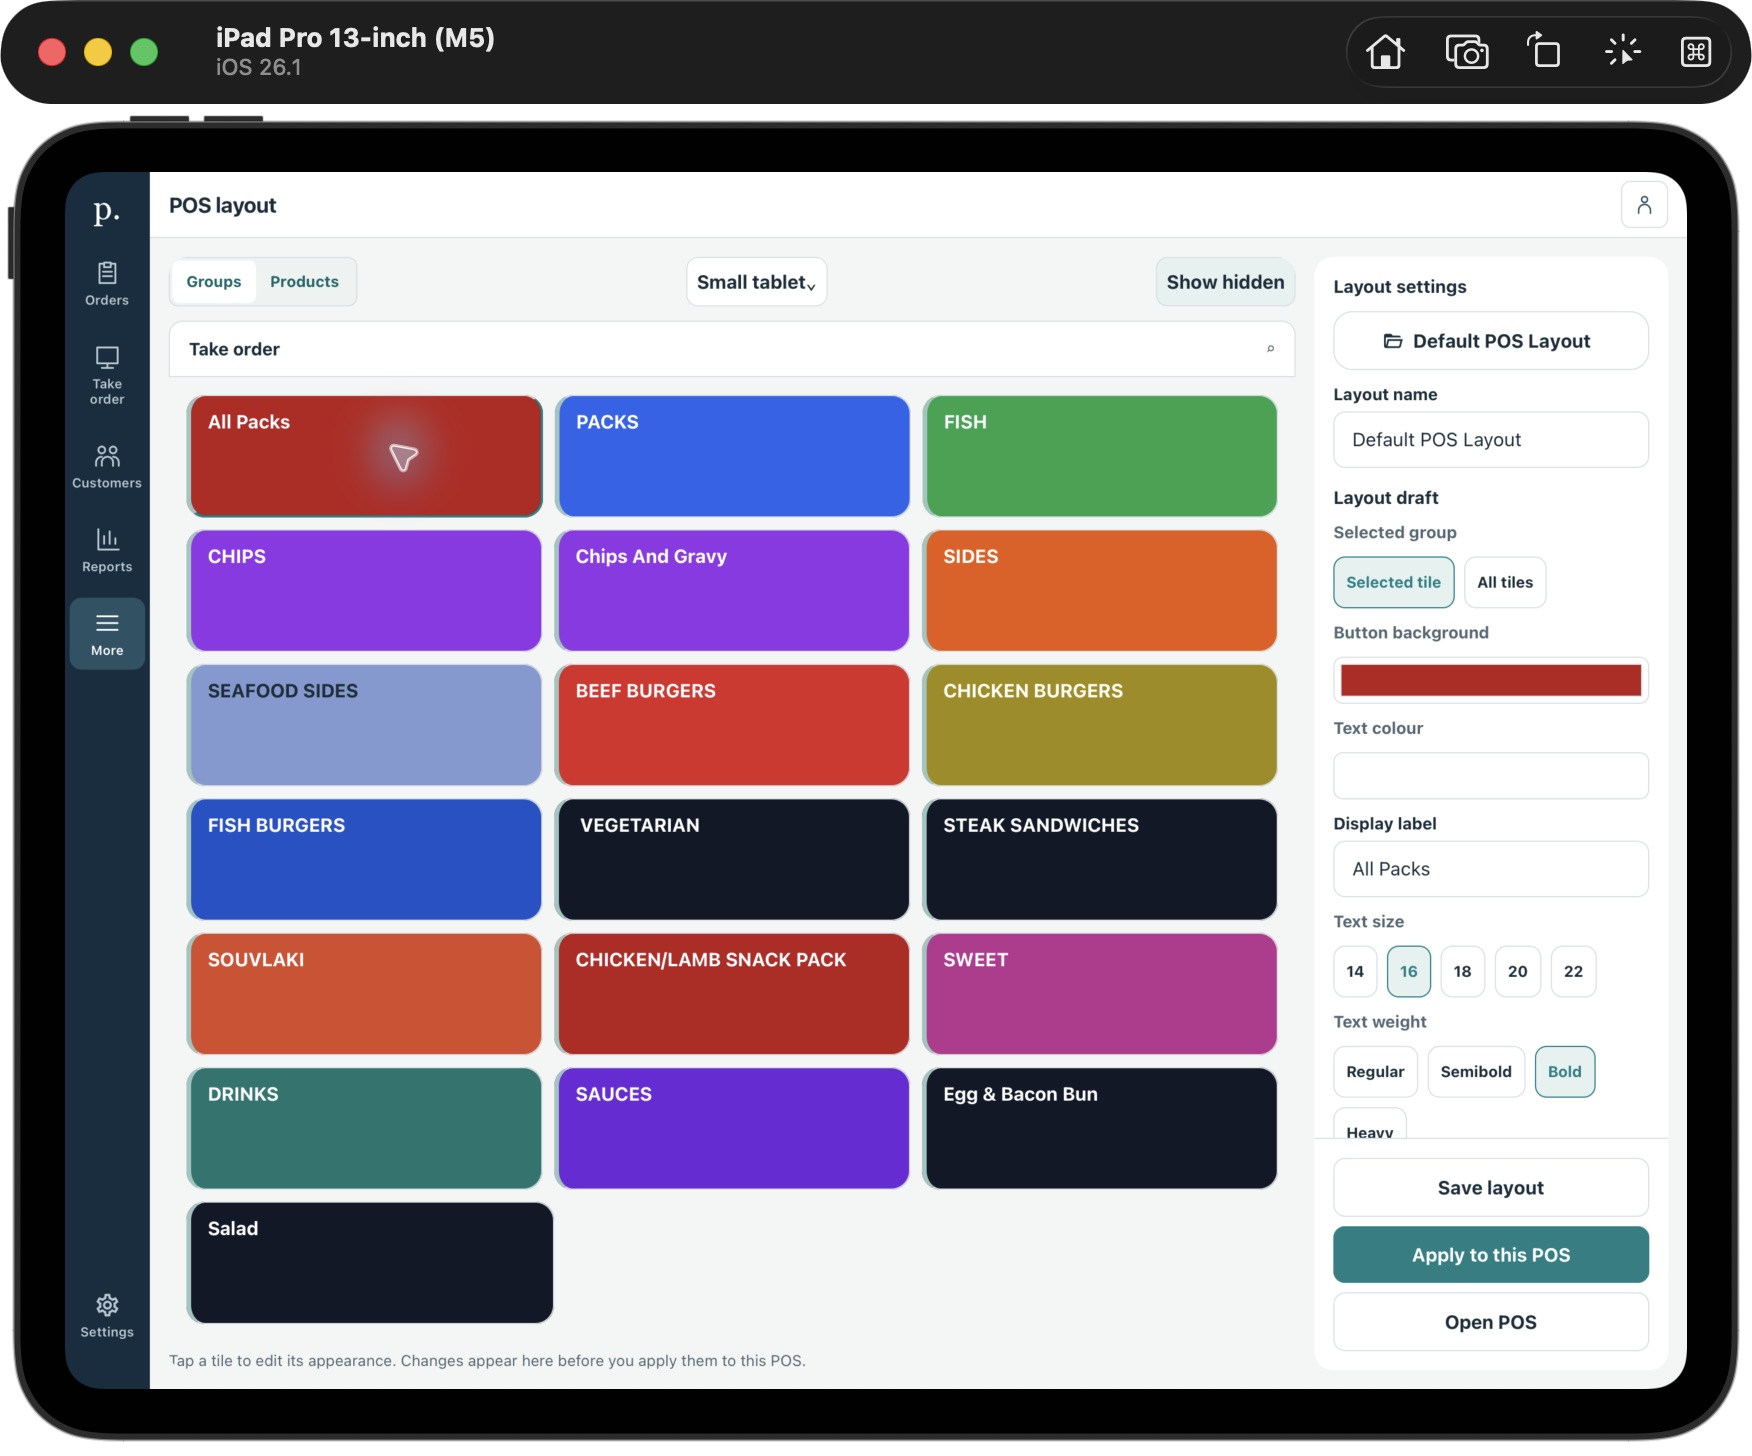 iPad Pro 13-inch (M5)
iOS 26.1
p.
Orders
Take
order
Customers
Reports
More
Settings
POS layout
Groups
Products
Small tablet
Show hidden
Take order
All Packs
PACKS
FISH
CHIPS
Chips And Gravy
SIDES
SEAFOOD SIDES
BEEF BURGERS
CHICKEN BURGERS
FISH BURGERS
VEGETARIAN
STEAK SANDWICHES
SOUVLAKI
CHICKEN/LAMB SNACK PACK
SWEET
DRINKS
SAUCES
Egg & Bacon Bun
Salad
Tap a tile to edit its appearance. Changes appear here before you apply them to this POS.
Layout settings
Default POS Layout
Layout name
Default POS Layout
Layout draft
Selected group
Selected tile
All tiles
Button background
Text colour
Display label
All Packs
Text size
14
16
18
20
22
Text weight
Regular
Semibold
Bold
Heavy
Save layout
Apply to this POS
Open POS